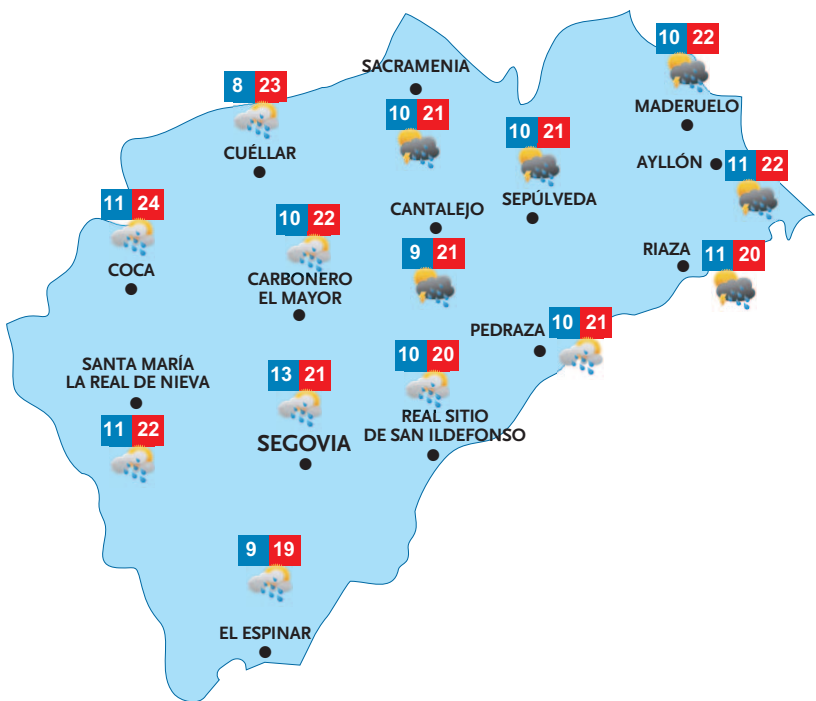 10 22
MADERUELO
SACRAMENIA
10 21
8 23
CUÉLLAR
10 21
SEPÚLVEDA
AYLLÓN
11 22
11 24
COCA
10 22
CARBONERO
EL MAYOR
CANTALEJO
9 21
RIAZA
11 20
PEDRAZA
10 21
SANTA MARÍA
LA REAL DE NIEVA
11 22
13 21
SEGOVIA
10 20
REAL SITIO
DE SAN ILDEFONSO
9 19
EL ESPINAR